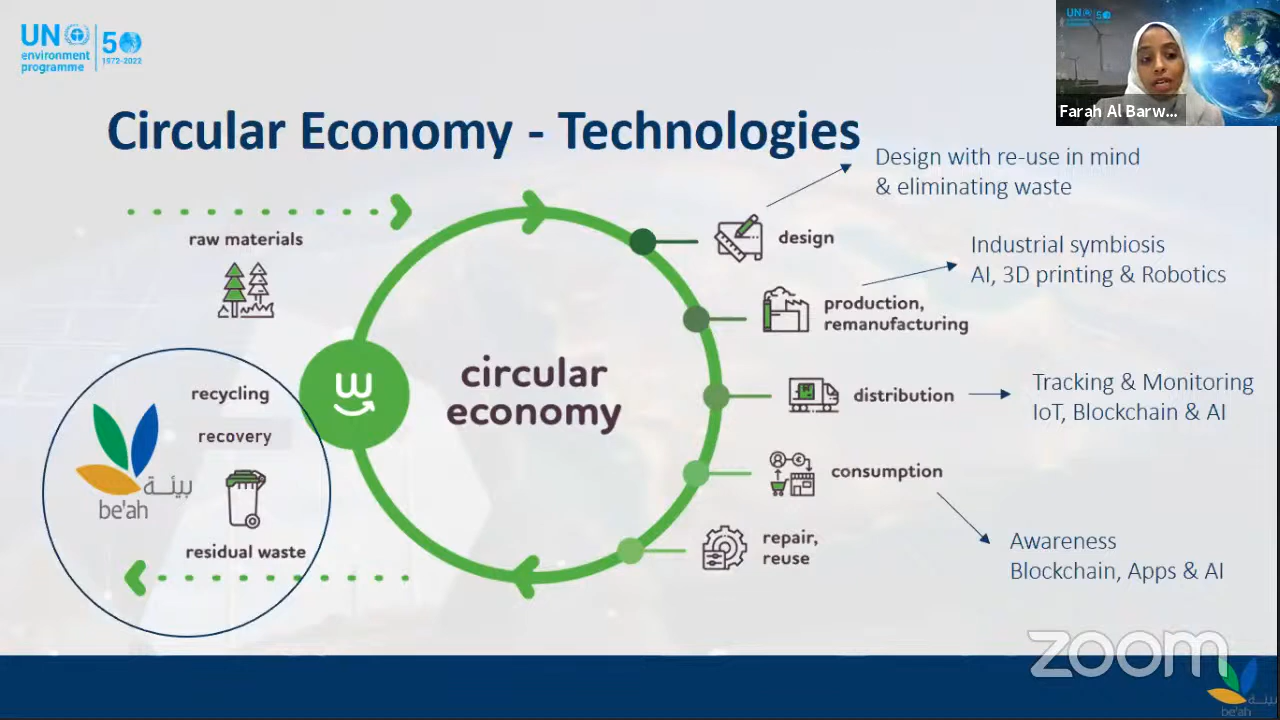 UN
environment
programme
50
1972-2022
Farah Al Barw...
Circular Economy - Technologies
Design with re-use in mind
& eliminating waste
raw materials
design
Industrial symbiosis
AI, 3D printing & Robotics
production,
remanufacturing
w
circular
economy
recycling
recovery
بيئة
be'ah
residual waste
distribution
Tracking & Monitoring
IoT, Blockchain & AI
consumption
repair,
reuse
Awareness
Blockchain, Apps & AI
zoom
بيئة
be'ah